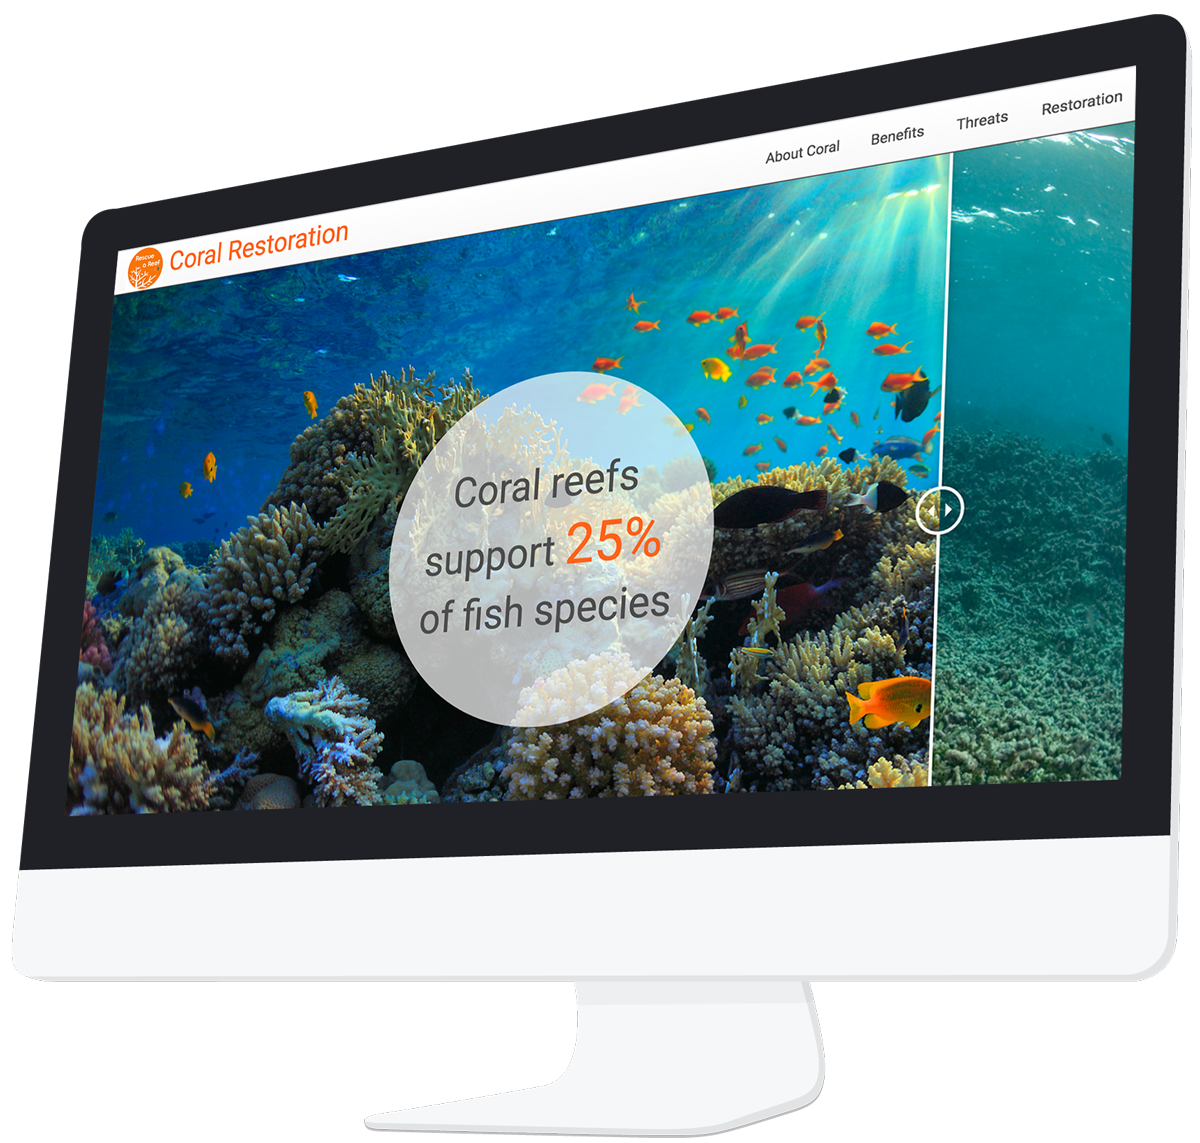 About Coral
Benefits
Threats
Restoration
Rescue
a Reef
Coral Restoration
Coral reefs
support 25%
of fish species